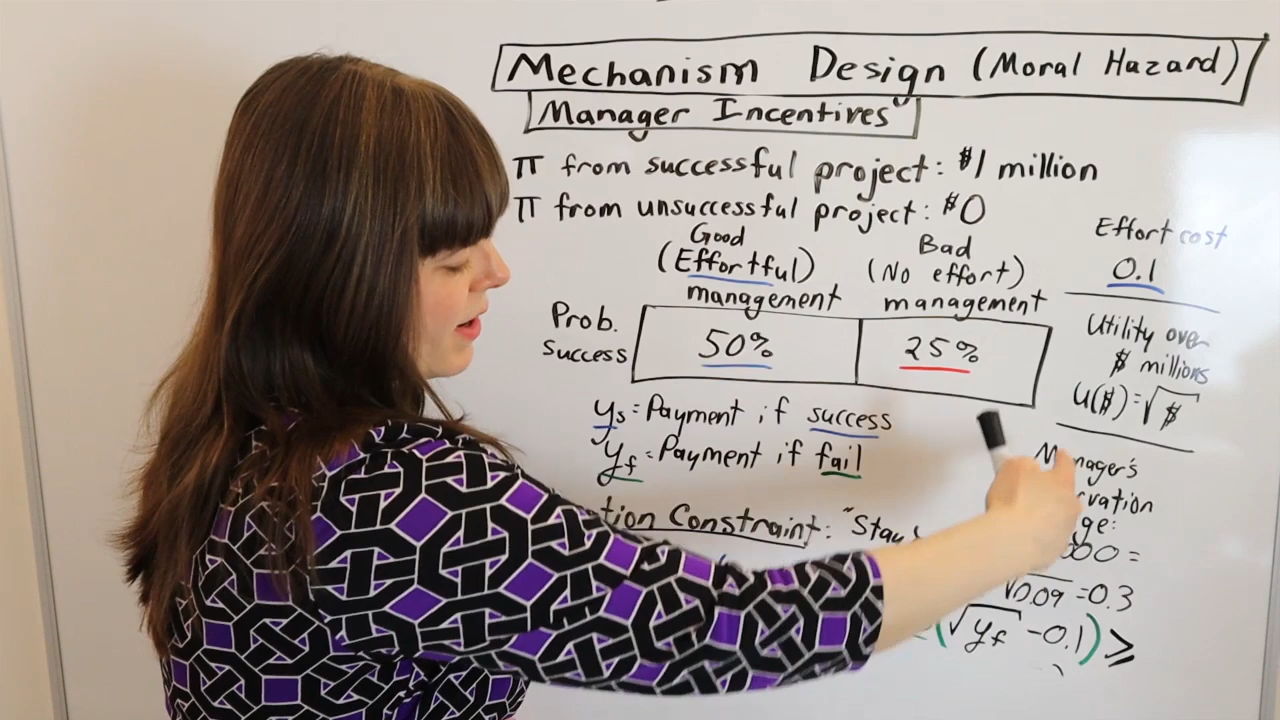 Mechanism Design (Moral Hazard)
Manager Incentives"
π from successful project: $1 million
π from unsuccessful project: $0
Good
(Effortful)
management
Bad
(No effort)
management
Prob.
Success
50%
25%
ys = Payment if success
yf = Payment if fail
Constraint: "Stay
√yf - 0.1) ≥
Effort cost
0.1
Utility over
$ millions
U($)=√$
√0.09 = 0.3